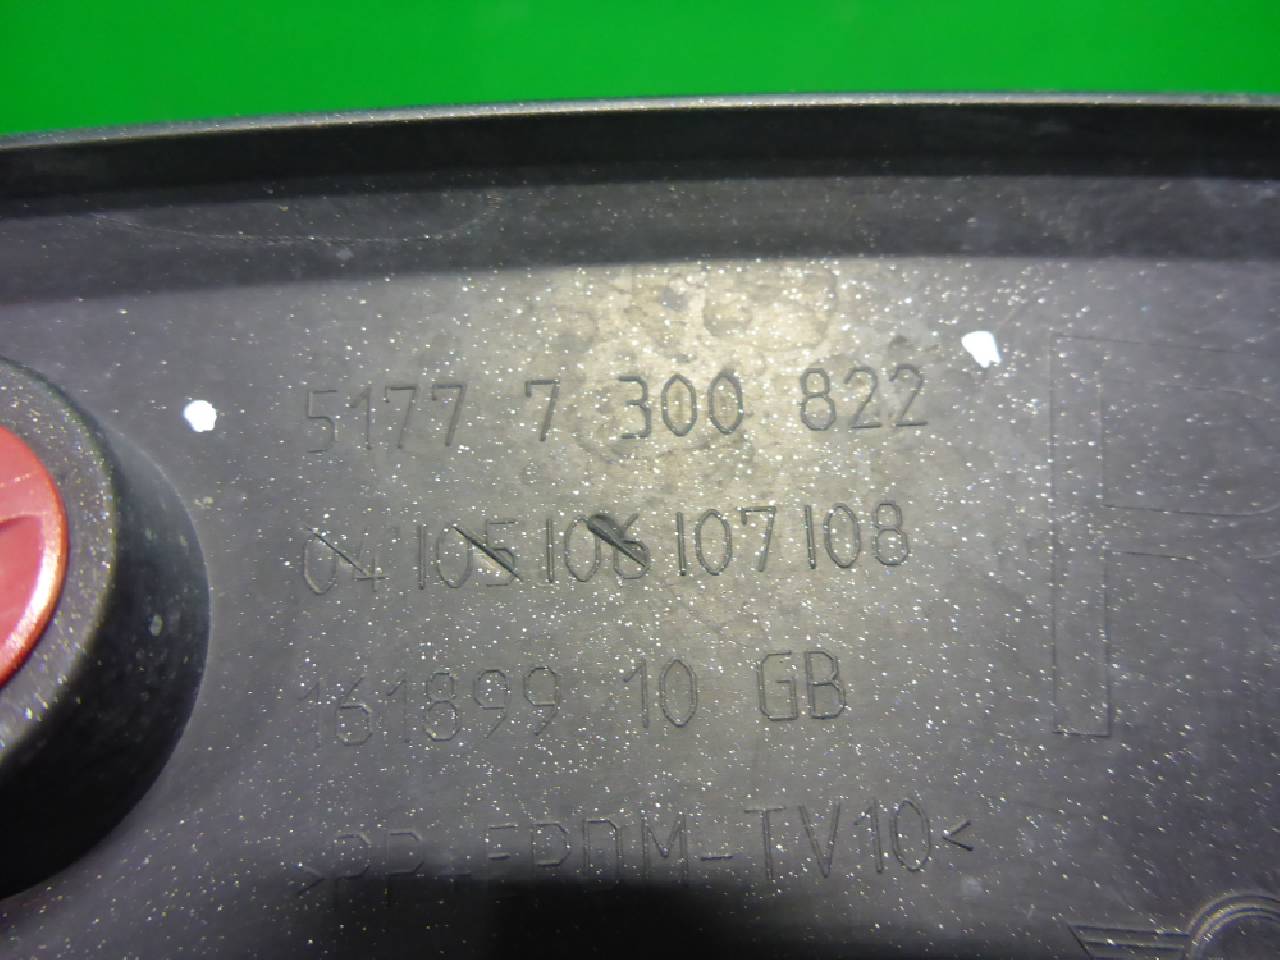 5177 7 300 822
04 105 106 107 108
161899 10 GB
>PP+EPDM-TV10<
R